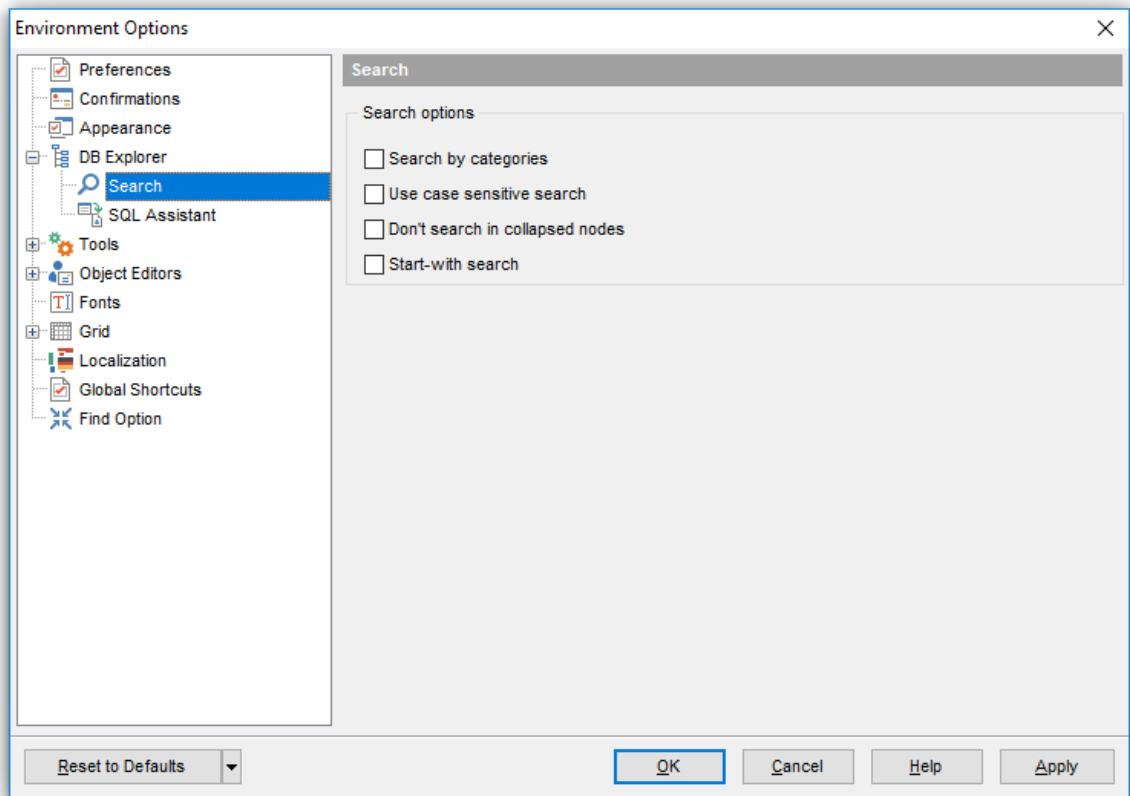 Environment Options
Preferences
Confirmations
Appearance
DB Explorer
Search
SQL Assistant
Tools
Object Editors
Fonts
Grid
Localization
Global Shortcuts
Find Option
Search
Search options
Search by categories
Use case sensitive search
Don't search in collapsed nodes
Start-with search
Reset to Defaults
OK
Cancel
Help
Apply